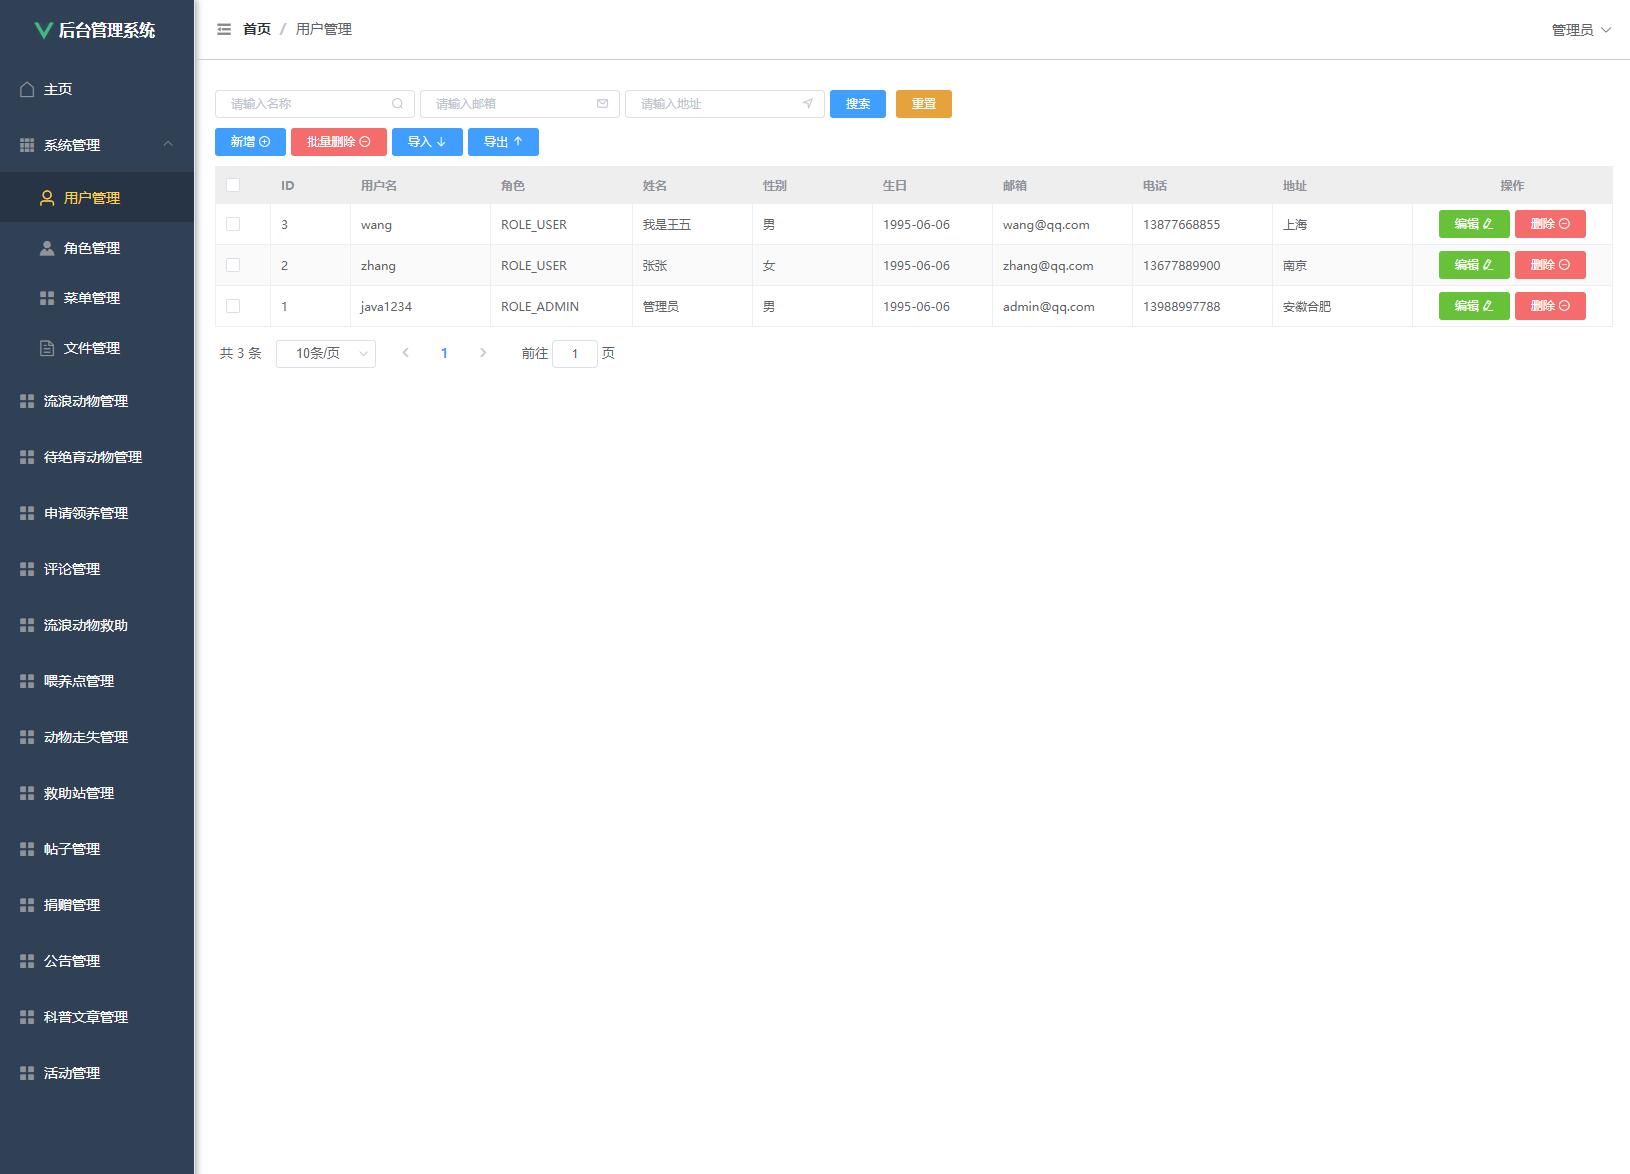 后台管理系统
主页
系统管理
用户管理
角色管理
菜单管理
文件管理
流浪动物管理
待绝育动物管理
申请领养管理
评论管理
流浪动物救助
喂养点管理
动物走失管理
救助站管理
帖子管理
捐赠管理
公告管理
科普文章管理
活动管理
首页 / 用户管理
管理员
请输入名称 请输入邮箱 请输入地址 搜索 重置
新增 批量删除 导入 导出
ID 用户名 角色 姓名 性别 生日 邮箱 电话 地址 操作
3 wang ROLE_USER 我是王五 男 1995-06-06 wang@qq.com 13877668855 上海 编辑 删除
2 zhang ROLE_USER 张张 女 1995-06-06 zhang@qq.com 13677889900 南京 编辑 删除
1 java1234 ROLE_ADMIN 管理员 男 1995-06-06 admin@qq.com 13988997788 安徽合肥 编辑 删除
共 3 条 10条/页 1 前往 1 页